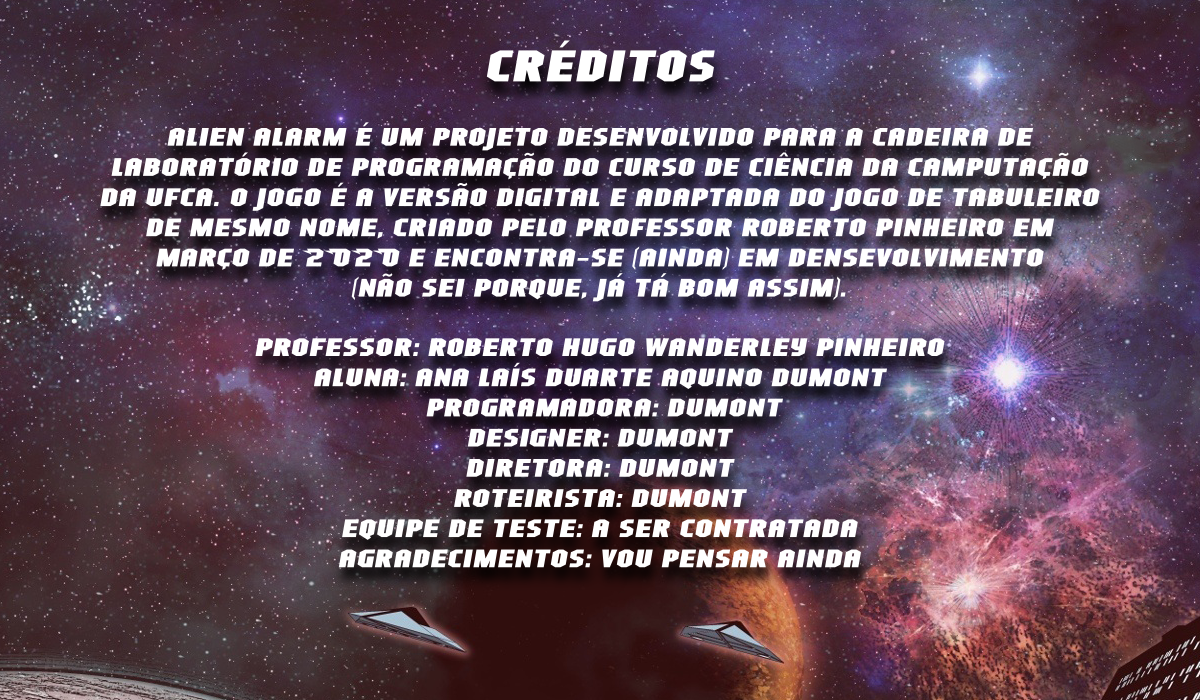 CRÉDITOS
ALIEN ALARM É UM PROJETO DESENVOLVIDO PARA A CADEIRA DE
LABORATÓRIO DE PROGRAMAÇÃO DO CURSO DE CIÊNCIA DA CAMPUTAÇÃO
DA UFCA. O JOGO É A VERSÃO DIGITAL E ADAPTADA DO JOGO DE TABULEIRO
DE MESMO NOME, CRIADO PELO PROFESSOR ROBERTO PINHEIRO EM
MARÇO DE 2020 E ENCONTRA-SE (AINDA) EM DENSEVOLVIMENTO
(NÃO SEI PORQUE, JÁ TÁ BOM ASSIM).
PROFESSOR: ROBERTO HUGO WANDERLEY PINHEIRO
ALUNA: ANA LAÍS DUARTE AQUINO DUMONT
PROGRAMADORA: DUMONT
DESIGNER: DUMONT
DIRETORA: DUMONT
ROTEIRISTA: DUMONT
EQUIPE DE TESTE: A SER CONTRATADA
AGRADECIMENTOS: VOU PENSAR AINDA